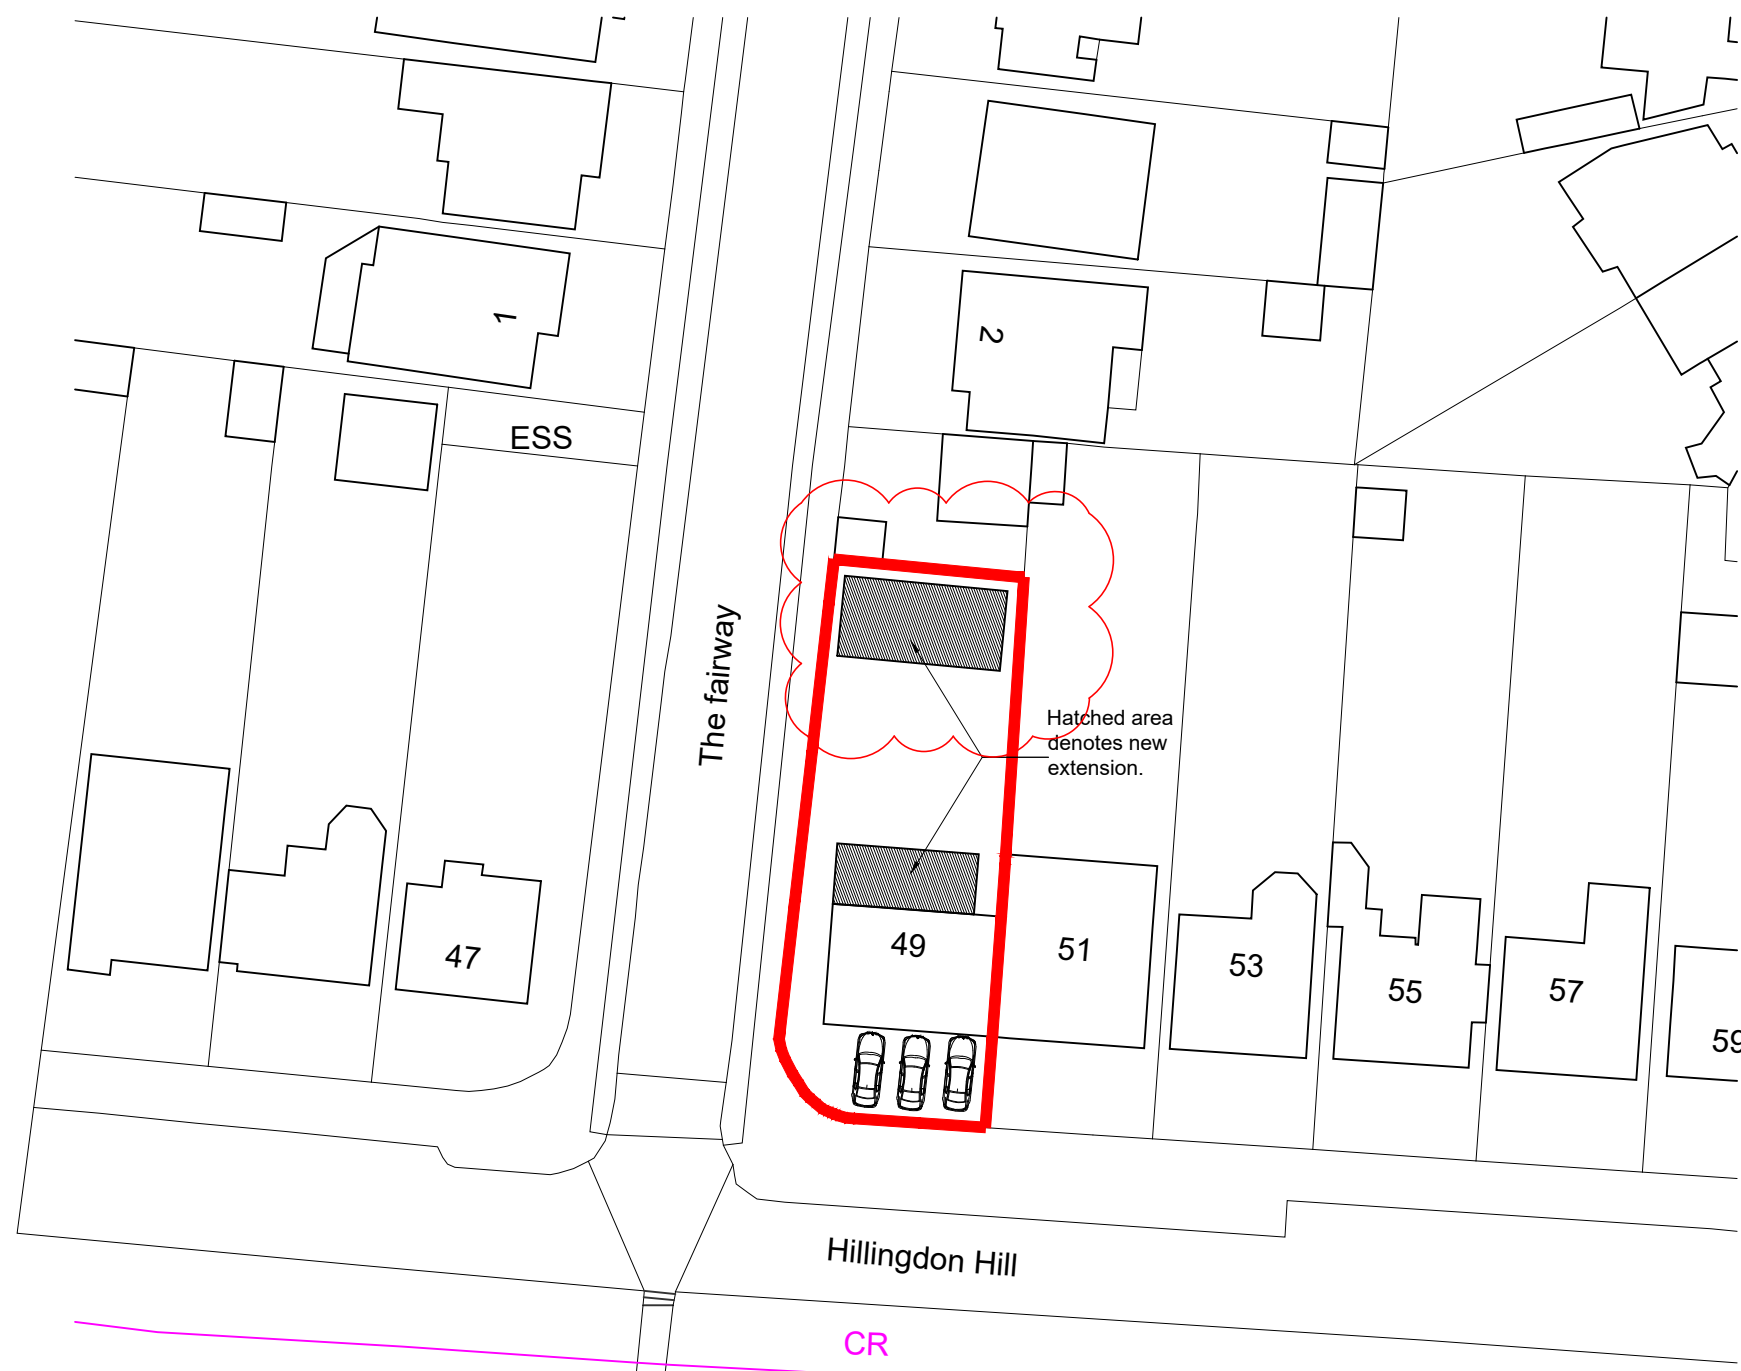 1
2
ESS
The fairway
Hatched area
denotes new
extension.
47
49
51
53
55
57
59
Hillingdon Hill
CR